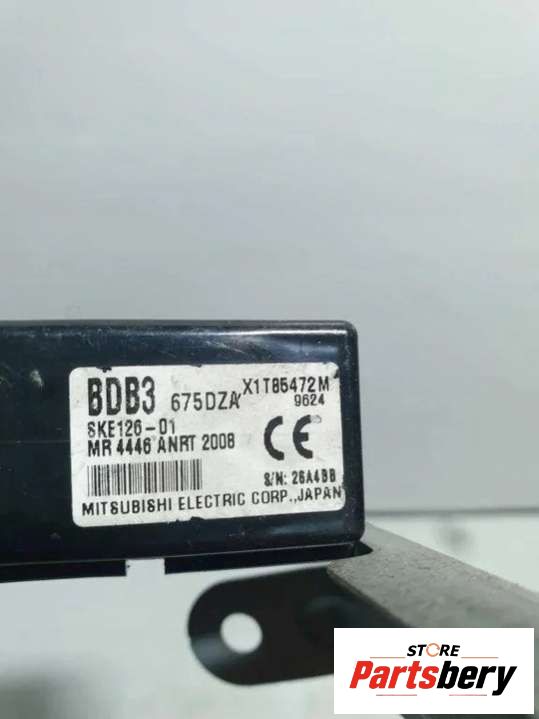 BDB3 675DZA X1T85472M
9624
SKE126-01
MR 4446 ANRT 2008
CE
S/N: 26A4BB
MITSUBISHI ELECTRIC CORP.,JAPAN
STORE
Partsbery